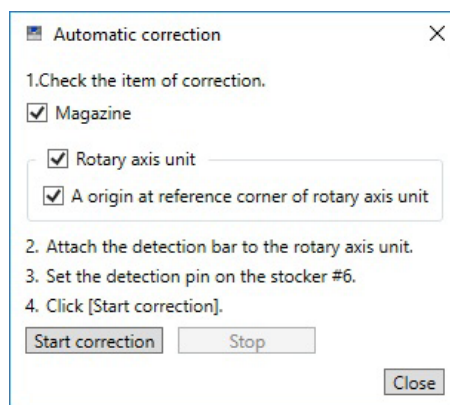 Automatic correction
1.Check the item of correction.
Magazine
Rotary axis unit
A origin at reference corner of rotary axis unit
2. Attach the detection bar to the rotary axis unit.
3. Set the detection pin on the stocker #6.
4. Click [Start correction].
Start correction Stop
Close